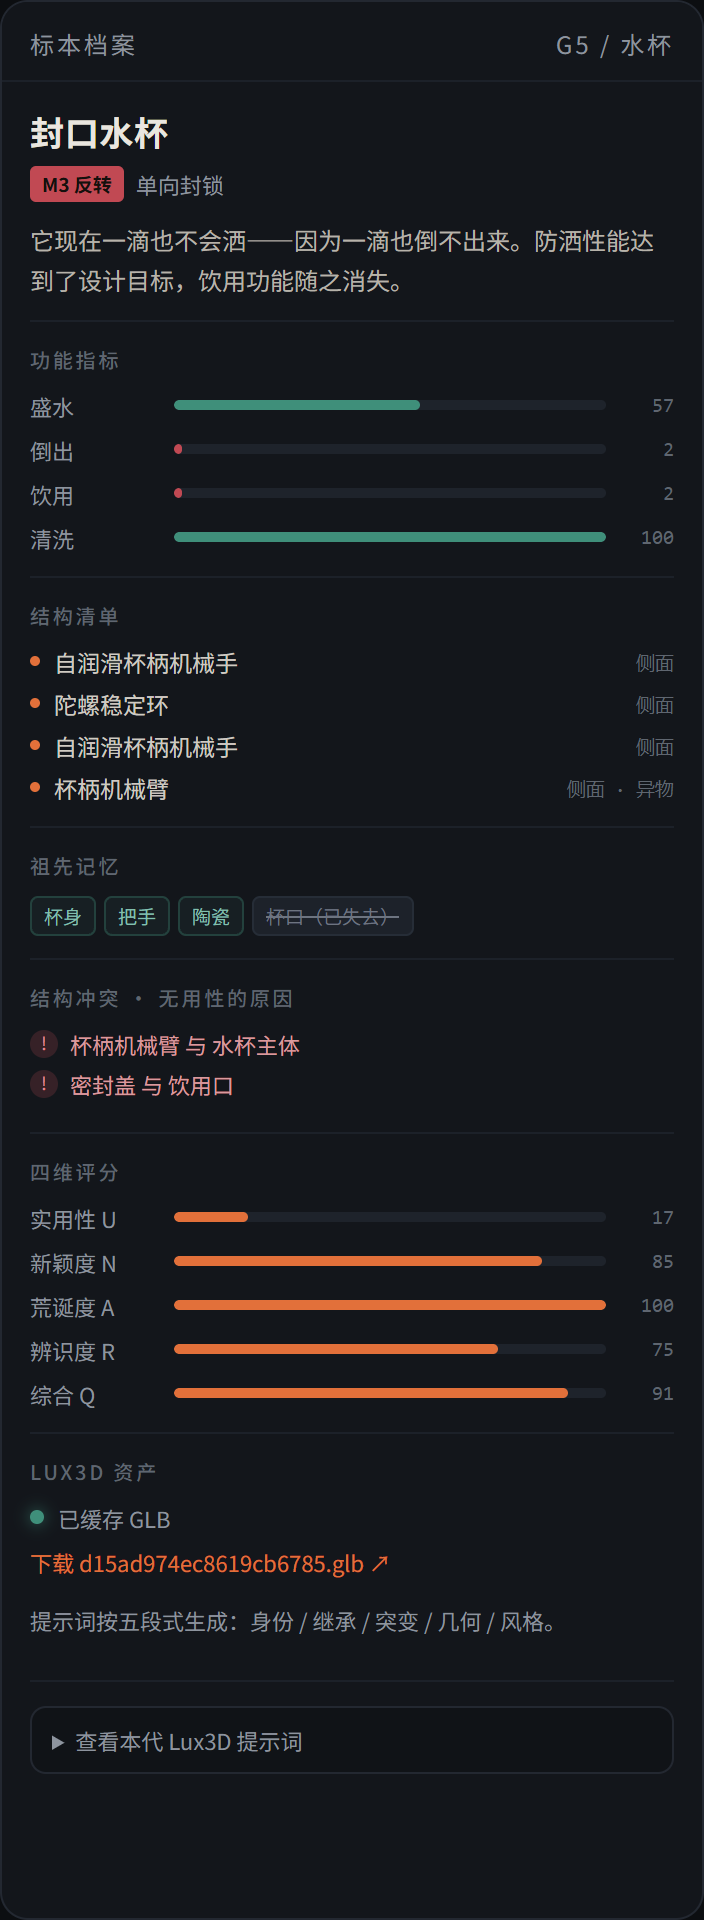 标本档案
G5 / 水杯
封口水杯
M3 反转 单向封锁
它现在一滴也不会洒——因为一滴也倒不出来。防洒性能达
到了设计目标，饮用功能随之消失。
功能指标
盛水 57
倒出 2
饮用 2
清洗 100
结构清单
自润滑杯柄机械手 侧面
陀螺稳定环 侧面
自润滑杯柄机械手 侧面
杯柄机械臂 侧面 · 异物
祖先记忆
杯身 把手 陶瓷 杯口（已失去）
结构冲突 · 无用性的原因
! 杯柄机械臂 与 水杯主体
! 密封盖 与 饮用口
四维评分
实用性 U 17
新颖度 N 85
荒诞度 A 100
辨识度 R 75
综合 Q 91
LUX3D 资产
已缓存 GLB
下载 d15ad974ec8619cb6785.glb ↗
提示词按五段式生成：身份 / 继承 / 突变 / 几何 / 风格。
▶ 查看本代 Lux3D 提示词